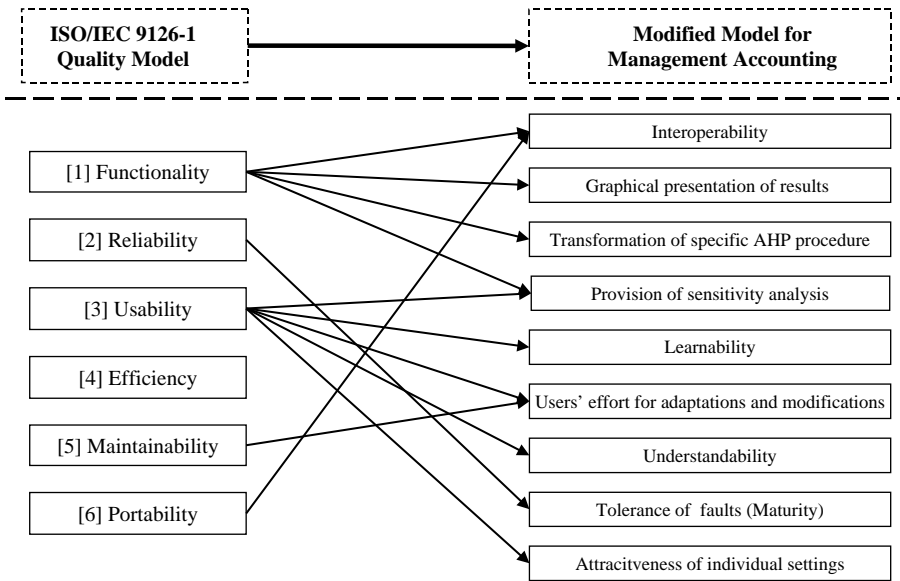 ISO/IEC 9126-1
Quality Model
Modified Model for
Management Accounting
[1] Functionality
[2] Reliability
[3] Usability
[4] Efficiency
[5] Maintainability
[6] Portability
Interoperability
Graphical presentation of results
Transformation of specific AHP procedure
Provision of sensitivity analysis
Learnability
Users' effort for adaptations and modifications
Understandability
Tolerance of faults (Maturity)
Attracitveness of individual settings